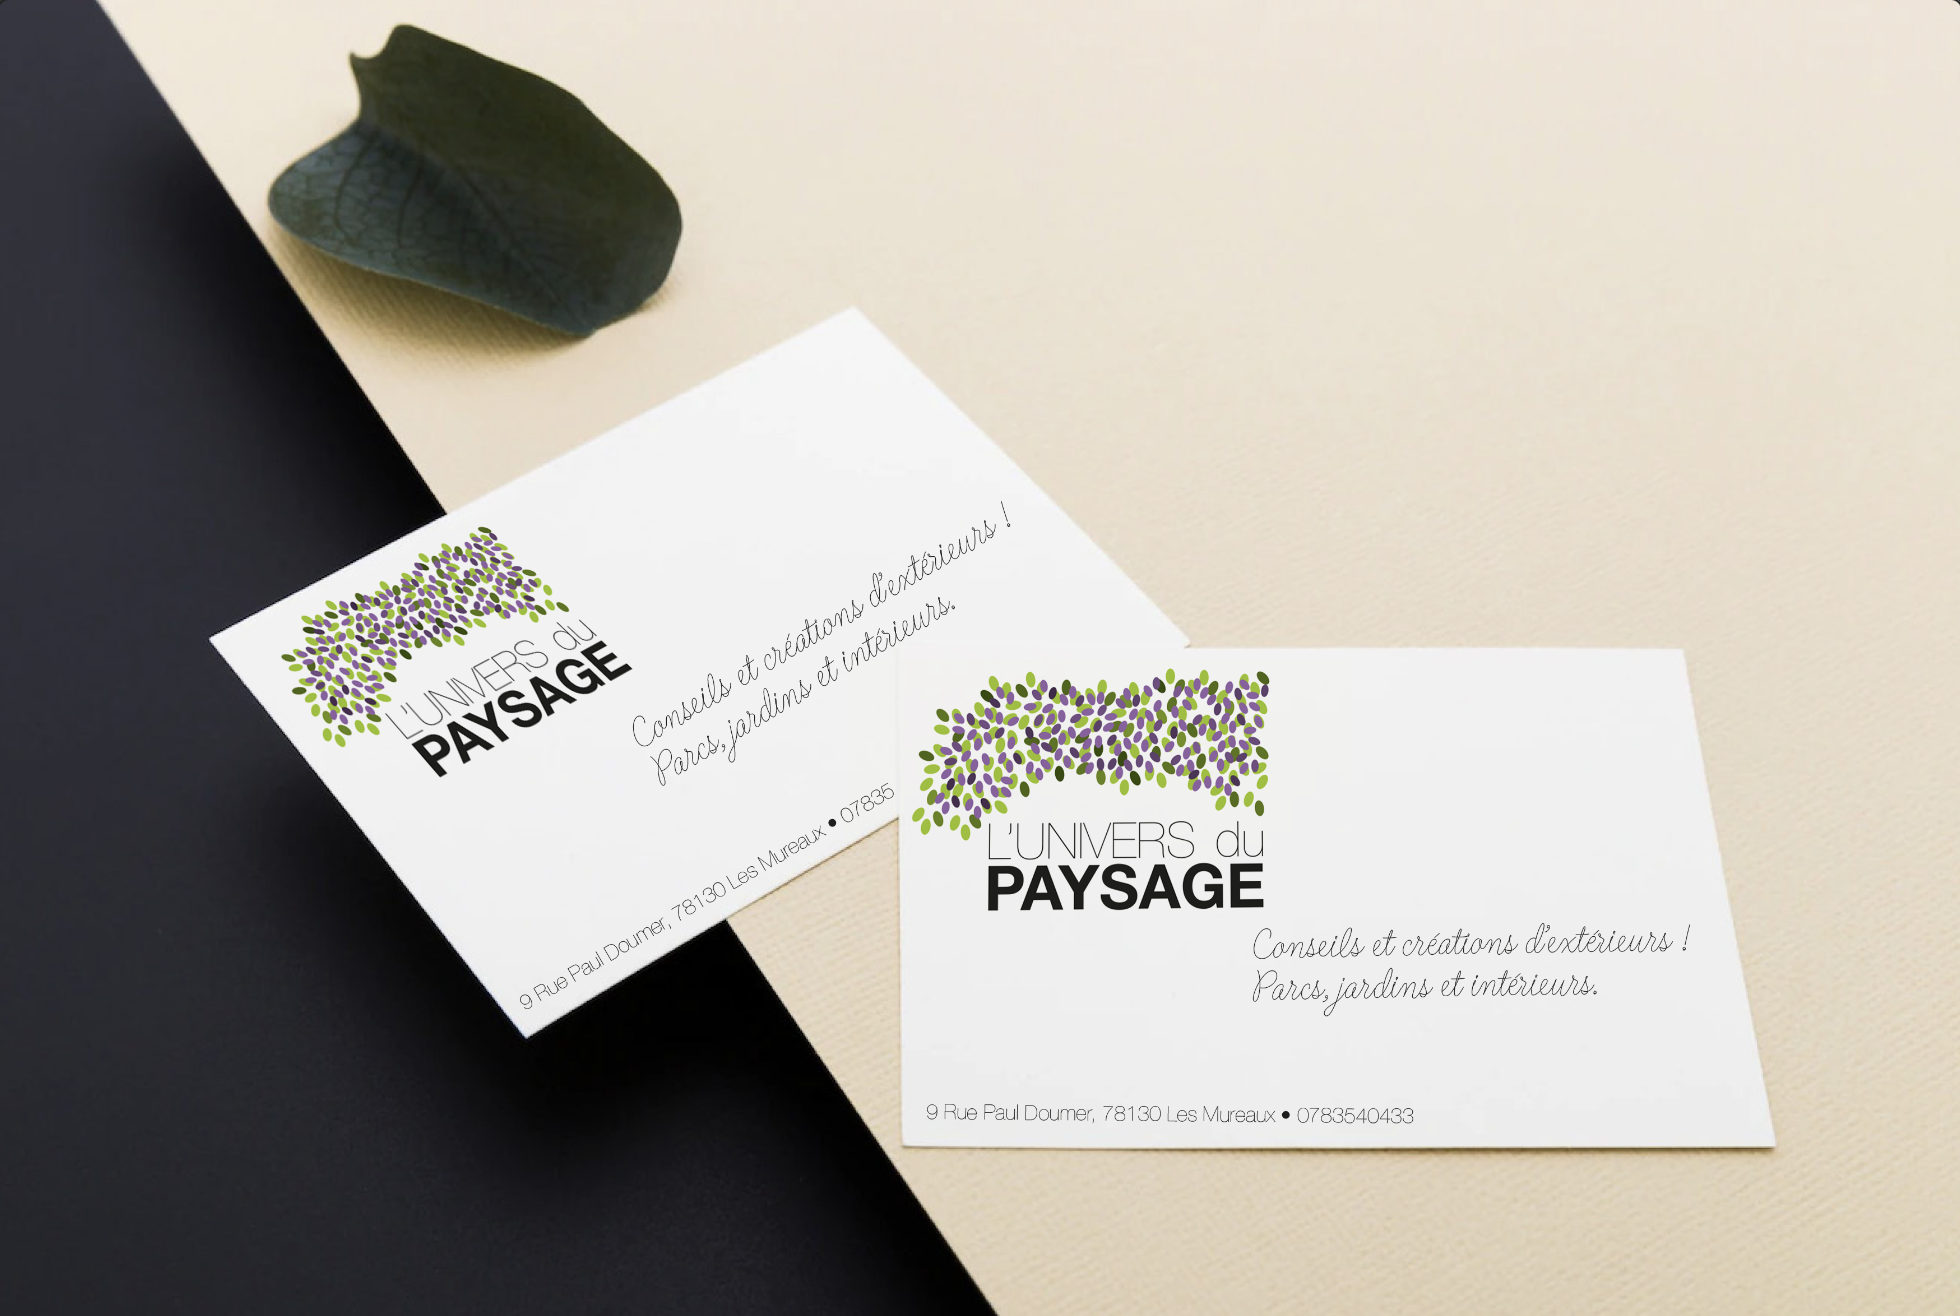 L'UNIVERS du
PAYSAGE
Conseils et créations d'extérieurs !
Parcs, jardins et intérieurs.
9 Rue Paul Doumer, 78130 Les Mureaux • 07835
L'UNIVERS du
PAYSAGE
Conseils et créations d'extérieurs !
Parcs, jardins et intérieurs.
9 Rue Paul Doumer, 78130 Les Mureaux • 0783540433